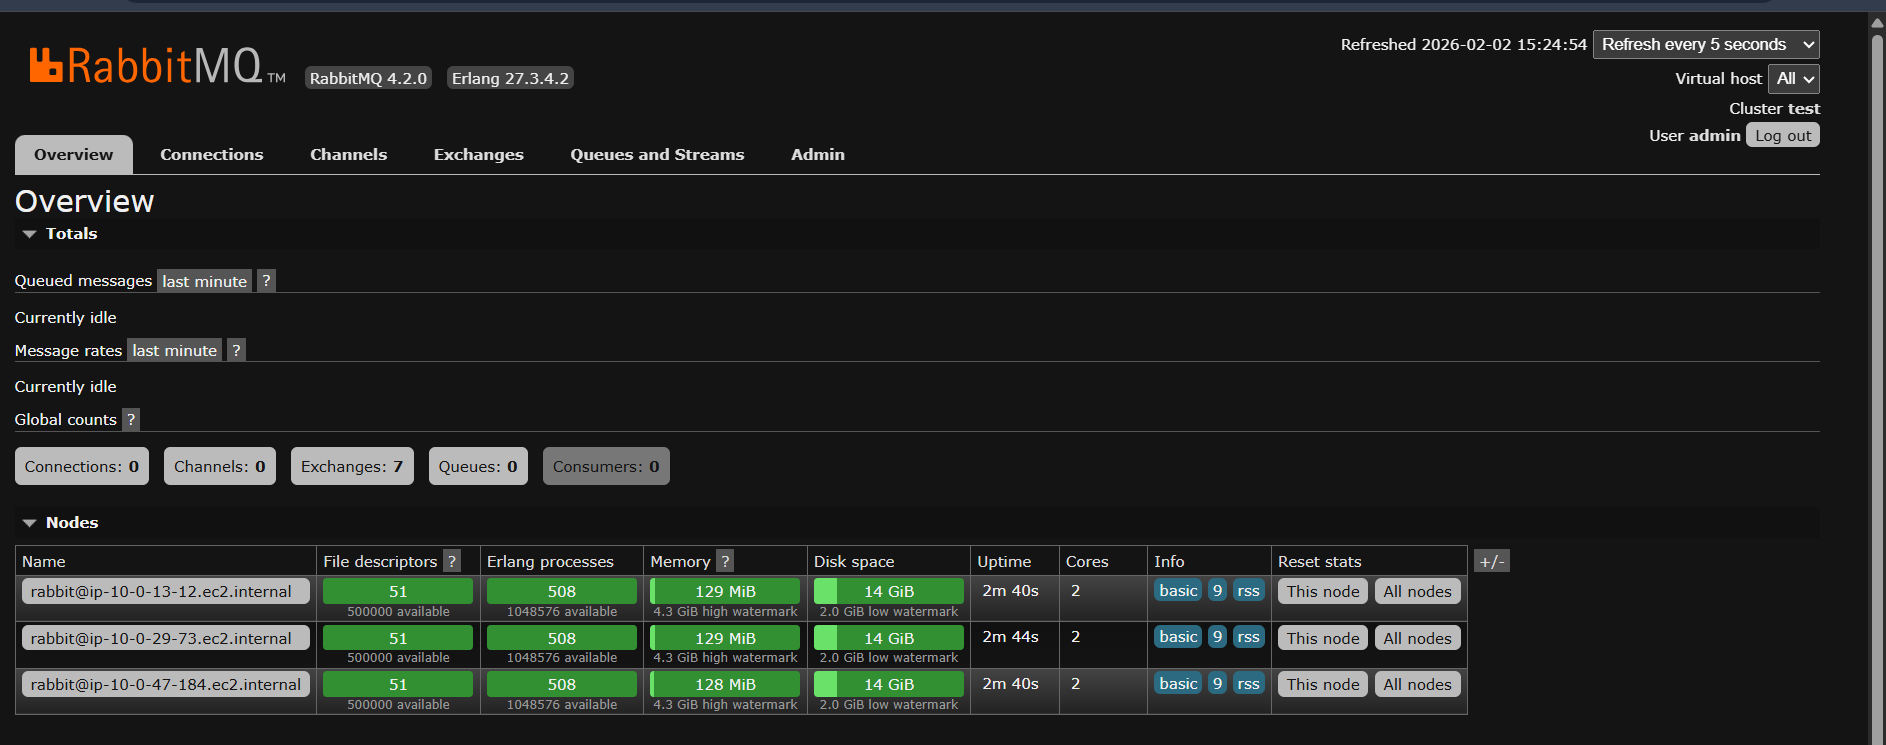 RabbitMQ TM RabbitMQ 4.2.0 Erlang 27.3.4.2
Refreshed 2026-02-02 15:24:54 Refresh every 5 seconds
Virtual host All
Cluster test
User admin Log out
Overview Connections Channels Exchanges Queues and Streams Admin
Overview
Totals
Queued messages last minute ?
Currently idle
Message rates last minute ?
Currently idle
Global counts ?
Connections: 0 Channels: 0 Exchanges: 7 Queues: 0 Consumers: 0
Nodes
Name File descriptors ? Erlang processes Memory ? Disk space Uptime Cores Info Reset stats +/-
rabbit@ip-10-0-13-12.ec2.internal 51 508 129 MiB 14 GiB 2m 40s 2 basic 9 rss This node All nodes
500000 available 1048576 available 4.3 GiB high watermark 2.0 GiB low watermark
rabbit@ip-10-0-29-73.ec2.internal 51 508 129 MiB 14 GiB 2m 44s 2 basic 9 rss This node All nodes
500000 available 1048576 available 4.3 GiB high watermark 2.0 GiB low watermark
rabbit@ip-10-0-47-184.ec2.internal 51 508 128 MiB 14 GiB 2m 40s 2 basic 9 rss This node All nodes
500000 available 1048576 available 4.3 GiB high watermark 2.0 GiB low watermark